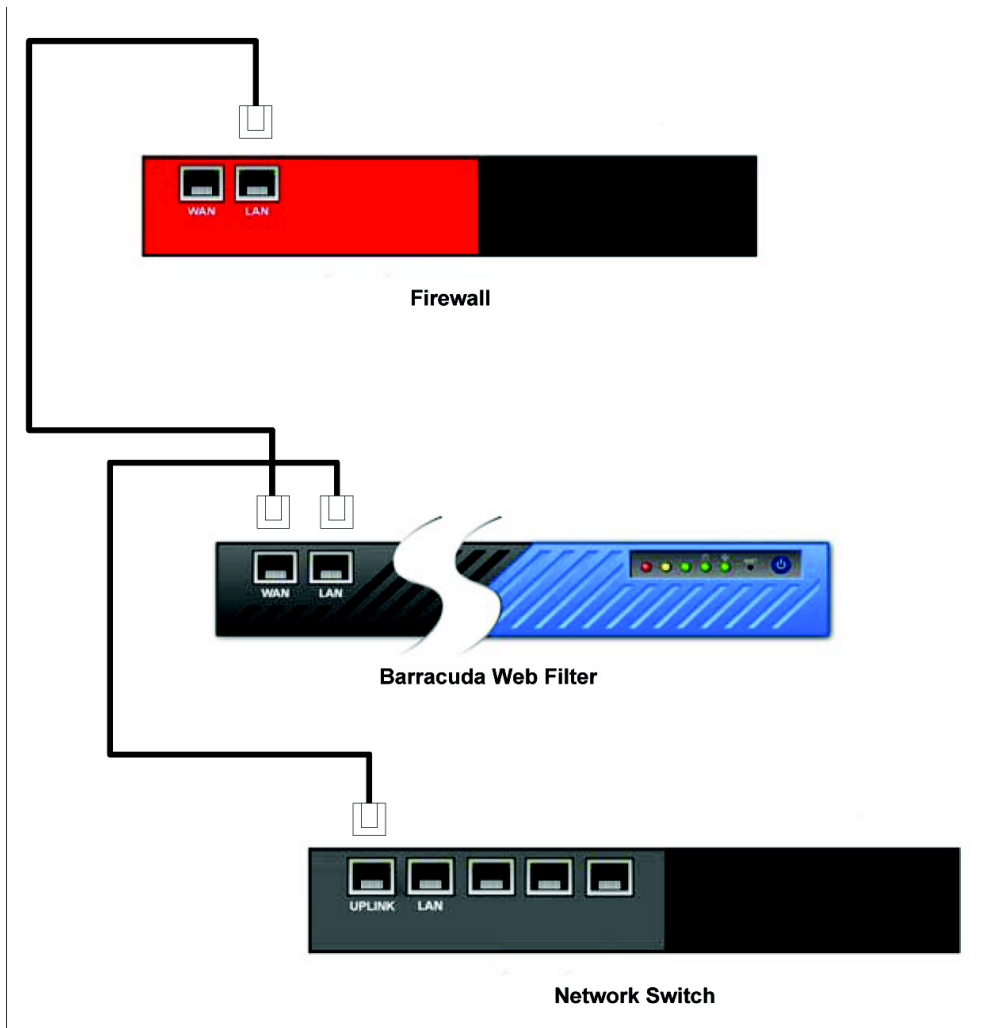 WAN LAN
Firewall
WAN LAN
Barracuda Web Filter
UPLINK LAN
Network Switch